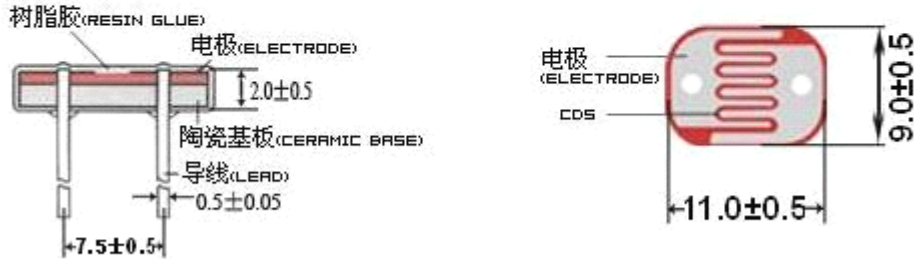 树脂胶(RESIN GLUE)
电极(ELECTRODE)
2.0±0.5
陶瓷基板(CERAMIC BASE)
导线(LEAD)
0.5±0.05
7.5±0.5
电极
(ELECTRODE)
CDS
9.0±0.5
11.0±0.5